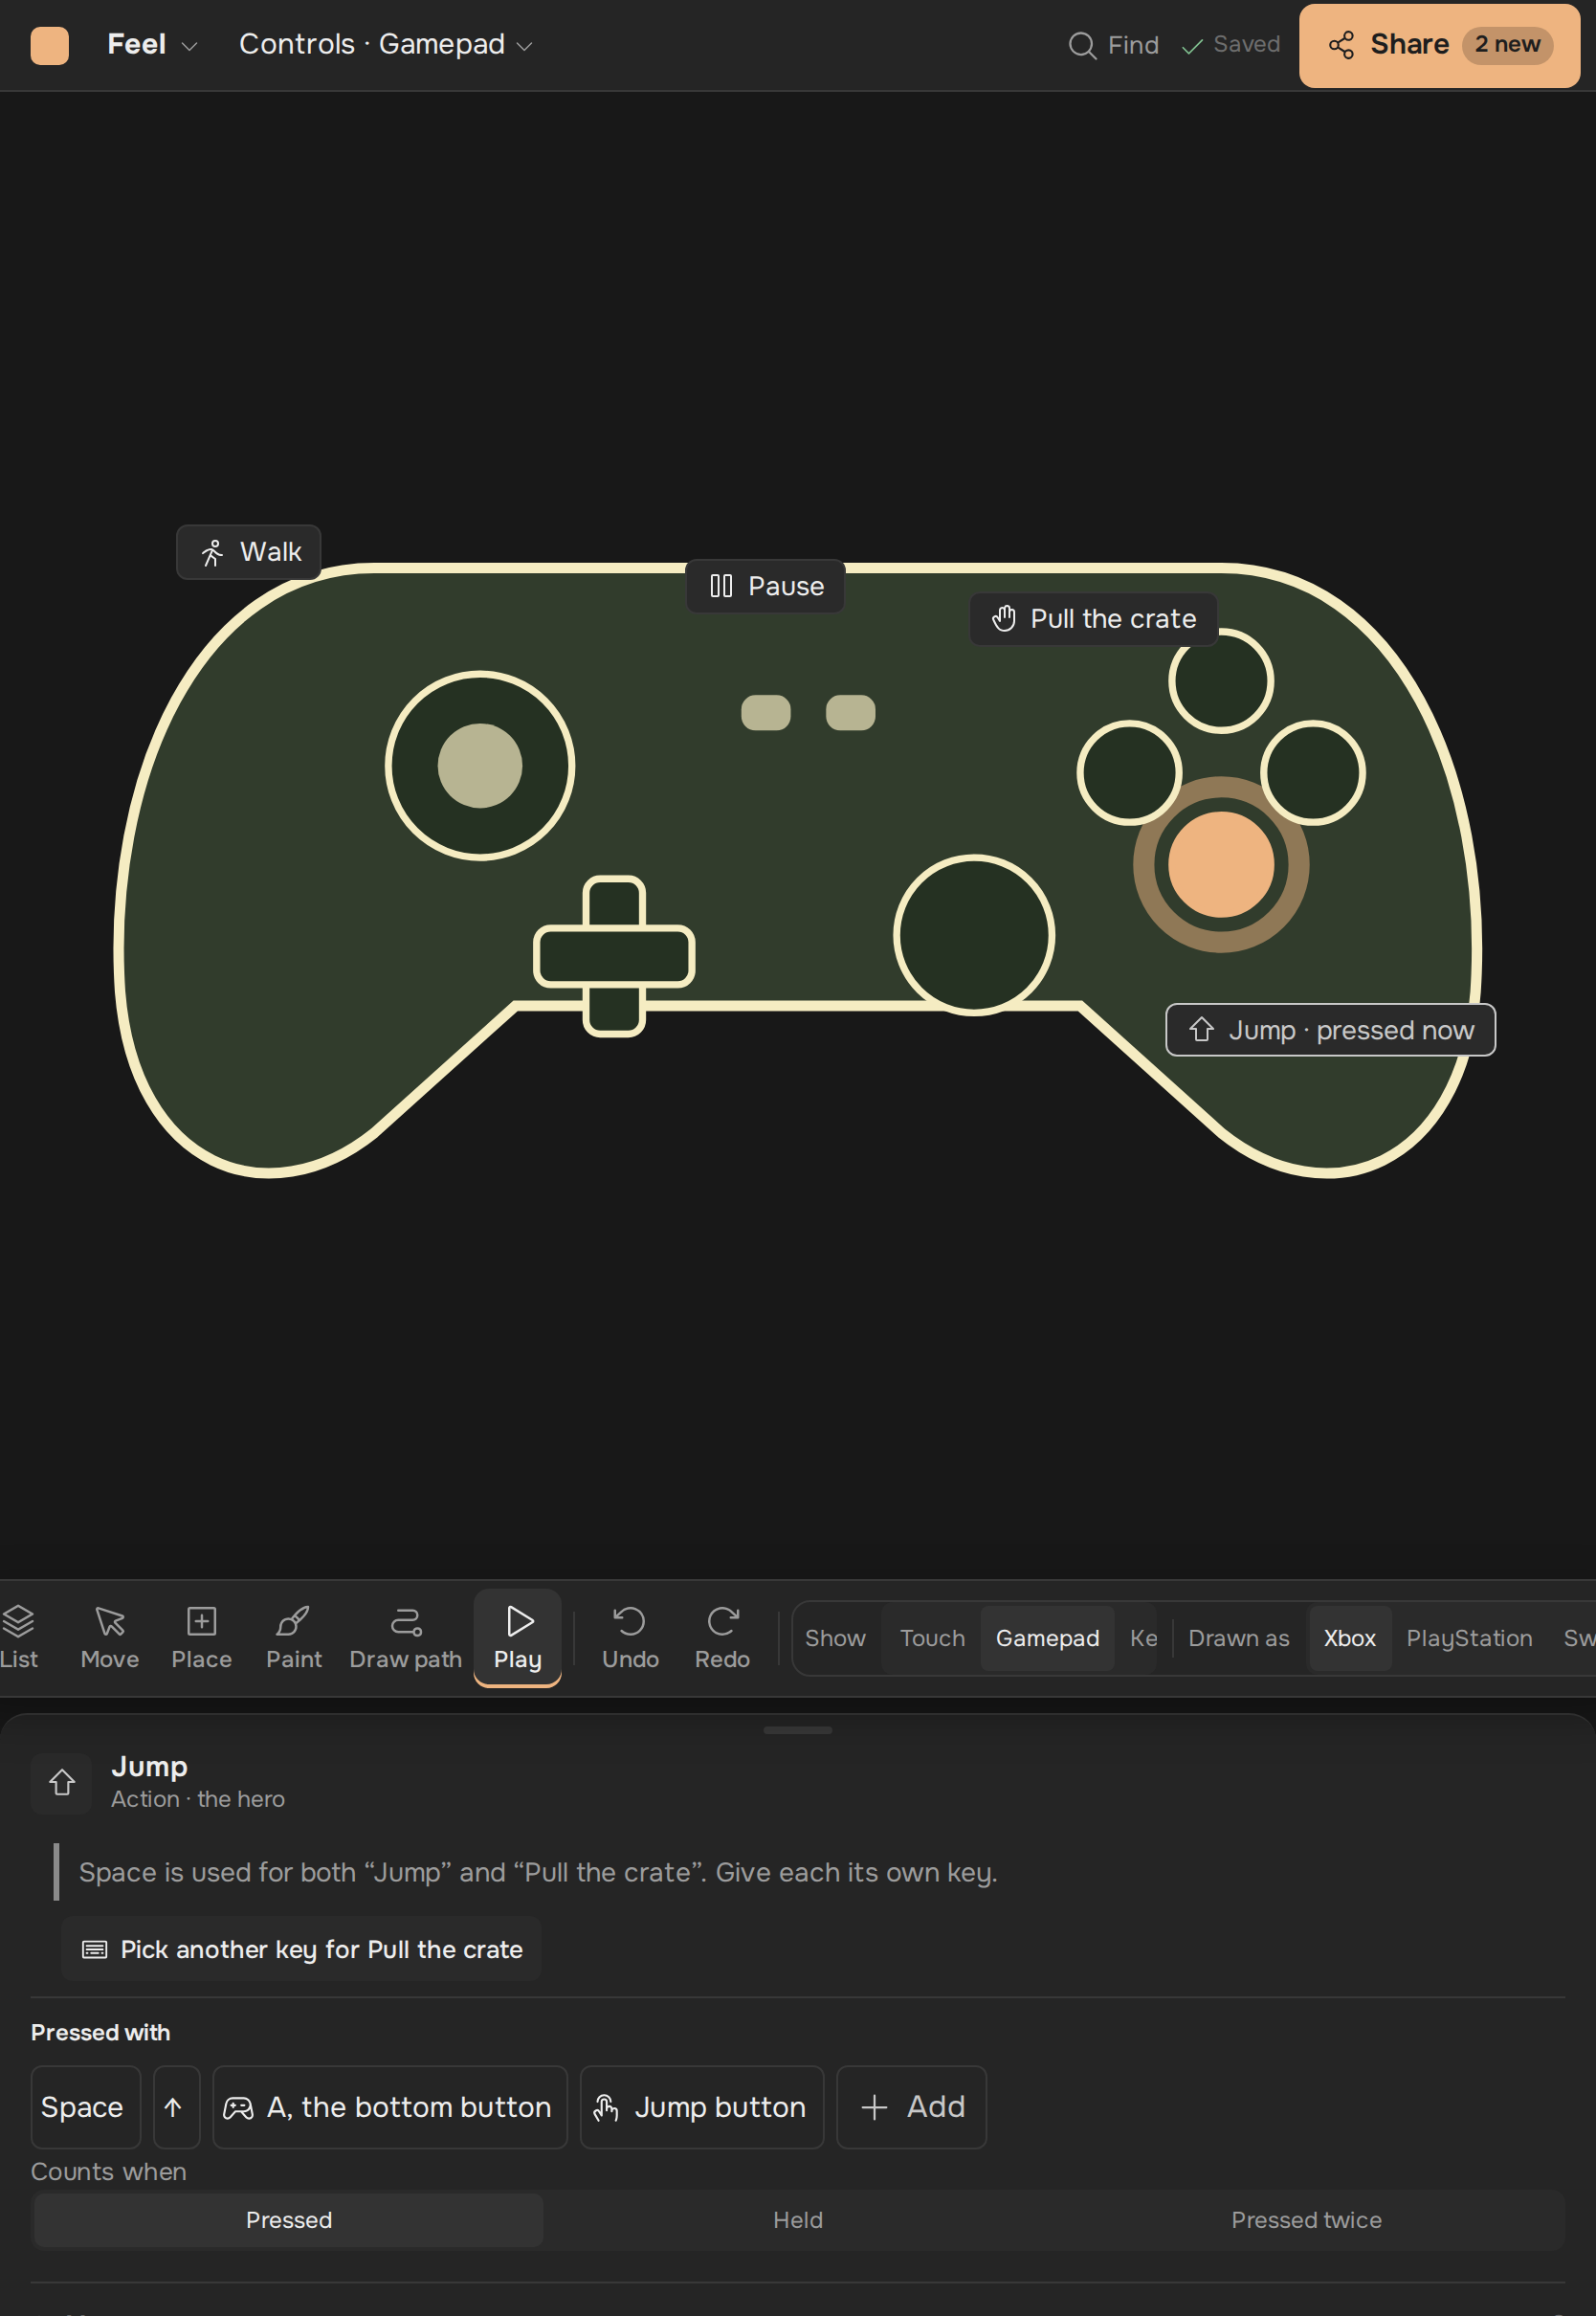 Feel
Controls · Gamepad
Find
Saved
Share
2 new
Walk
Pause
Pull the crate
Jump · pressed now
List
Move
Place
Paint
Draw path
Play
Undo
Redo
Show
Touch
Gamepad
Ke
Drawn as
Xbox
PlayStation
Sw
Jump
Action · the hero
Space is used for both “Jump” and “Pull the crate”. Give each its own key.
Pick another key for Pull the crate
Pressed with
Space
↑
A, the bottom button
Jump button
Add
Counts when
Pressed
Held
Pressed twice